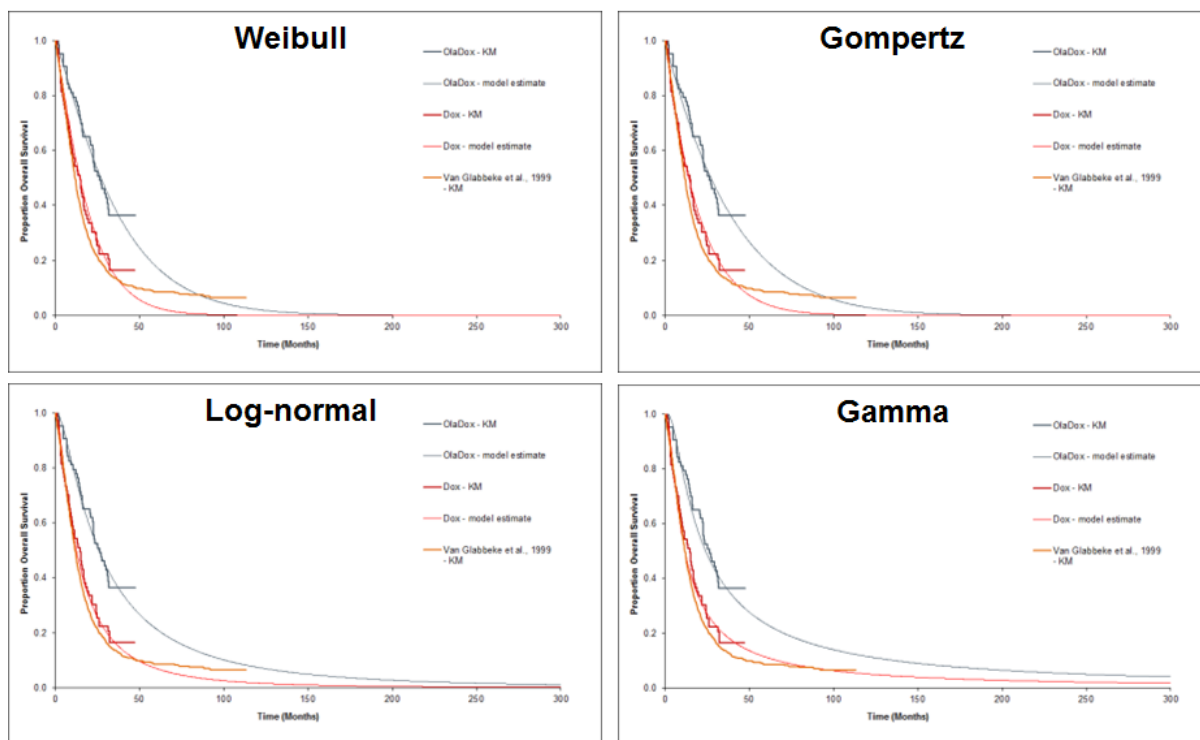 Weibull
1.0
0.8
0.6
0.4
0.2
0.0
Proportion Overall Survival
0 50 100 150 200 250 300
Time (Months)
OlaDox - KM
OlaDox - model estimate
Dox - KM
Dox - model estimate
Van Glabbeke et al., 1999
- KM
Gompertz
1.0
0.8
0.6
0.4
0.2
0.0
Proportion Overall Survival
0 50 100 150 200 250 300
Time (Months)
OlaDox - KM
OlaDox - model estimate
Dox - KM
Dox - model estimate
Van Glabbeke et al., 1999
- KM
Log-normal
1.0
0.8
0.6
0.4
0.2
0.0
Proportion Overall Survival
0 50 100 150 200 250 300
Time (Months)
OlaDox - KM
OlaDox - model estimate
Dox - KM
Dox - model estimate
Van Glabbeke et al., 1999
- KM
Gamma
1.0
0.8
0.6
0.4
0.2
0.0
Proportion Overall Survival
0 50 100 150 200 250 300
Time (Months)
OlaDox - KM
OlaDox - model estimate
Dox - KM
Dox - model estimate
Van Glabbeke et al., 1999
- KM